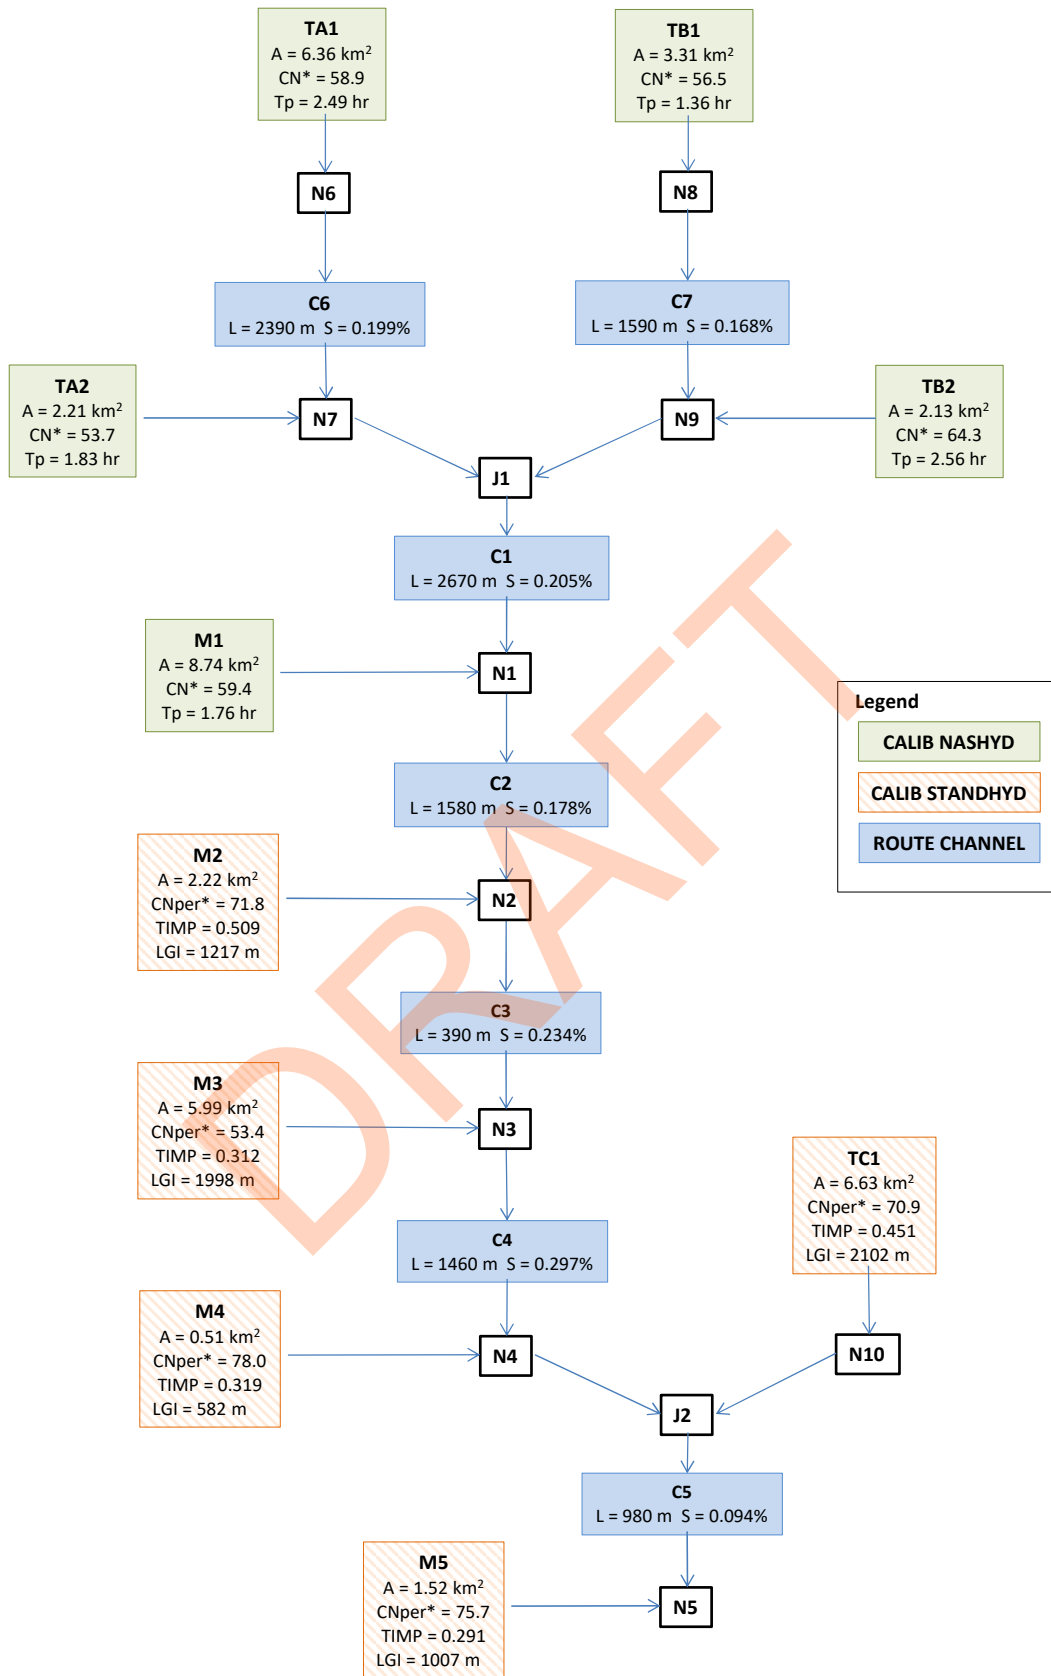 TA1
A = 6.36 km²
CN* = 58.9
Tp = 2.49 hr
TB1
A = 3.31 km²
CN* = 56.5
Tp = 1.36 hr
N6
N8
C6
L = 2390 m  S = 0.199%
C7
L = 1590 m  S = 0.168%
TA2
A = 2.21 km²
CN* = 53.7
Tp = 1.83 hr
N7
N9
TB2
A = 2.13 km²
CN* = 64.3
Tp = 2.56 hr
J1
C1
L = 2670 m  S = 0.205%
M1
A = 8.74 km²
CN* = 59.4
Tp = 1.76 hr
N1
Legend
CALIB NASHYD
CALIB STANDHYD
ROUTE CHANNEL
C2
L = 1580 m  S = 0.178%
M2
A = 2.22 km²
CNper* = 71.8
TIMP = 0.509
LGI = 1217 m
N2
C3
L = 390 m  S = 0.234%
M3
A = 5.99 km²
CNper* = 53.4
TIMP = 0.312
LGI = 1998 m
N3
TC1
A = 6.63 km²
CNper* = 70.9
TIMP = 0.451
LGI = 2102 m
C4
L = 1460 m  S = 0.297%
M4
A = 0.51 km²
CNper* = 78.0
TIMP = 0.319
LGI = 582 m
N4
N10
J2
C5
L = 980 m  S = 0.094%
M5
A = 1.52 km²
CNper* = 75.7
TIMP = 0.291
LGI = 1007 m
N5
DRAFT